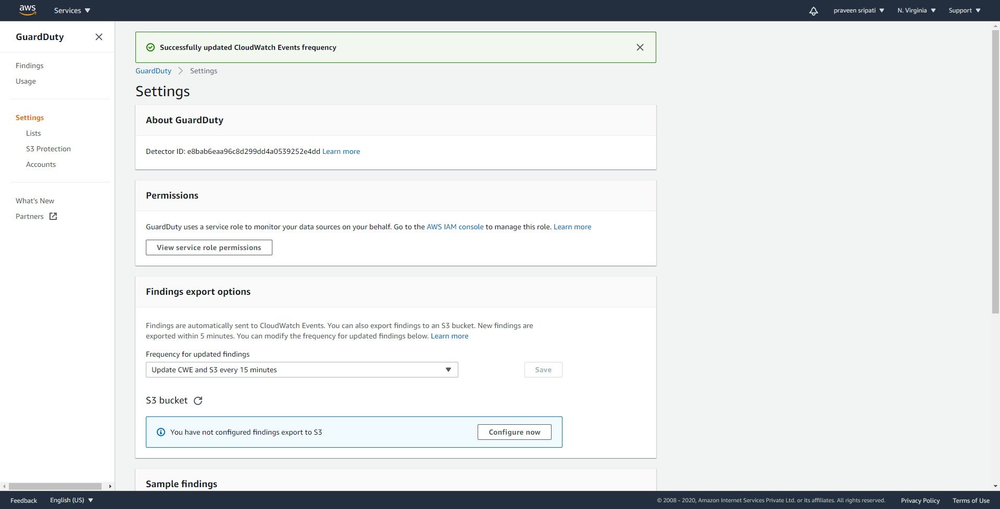 aws
Services
praveen sripati
N. Virginia
Support
GuardDuty
Findings
Usage
Settings
Lists
S3 Protection
Accounts
What's New
Partners
Successfully updated CloudWatch Events frequency
GuardDuty
Settings
Settings
About GuardDuty
Detector ID: e8bab6eaa96c8d299dd4a0539252e4dd Learn more
Permissions
GuardDuty uses a service role to monitor your data sources on your behalf. Go to the AWS IAM console to manage this role. Learn more
View service role permissions
Findings export options
Findings are automatically sent to CloudWatch Events. You can also export findings to an S3 bucket. New findings are
exported within 5 minutes. You can modify the frequency for updated findings below. Learn more
Frequency for updated findings
Update CWE and S3 every 15 minutes
Save
S3 bucket
You have not configured findings export to S3
Configure now
Sample findings
Feedback
English (US)
© 2008 - 2020, Amazon Internet Services Private Ltd. or its affiliates. All rights reserved.
Privacy Policy
Terms of Use